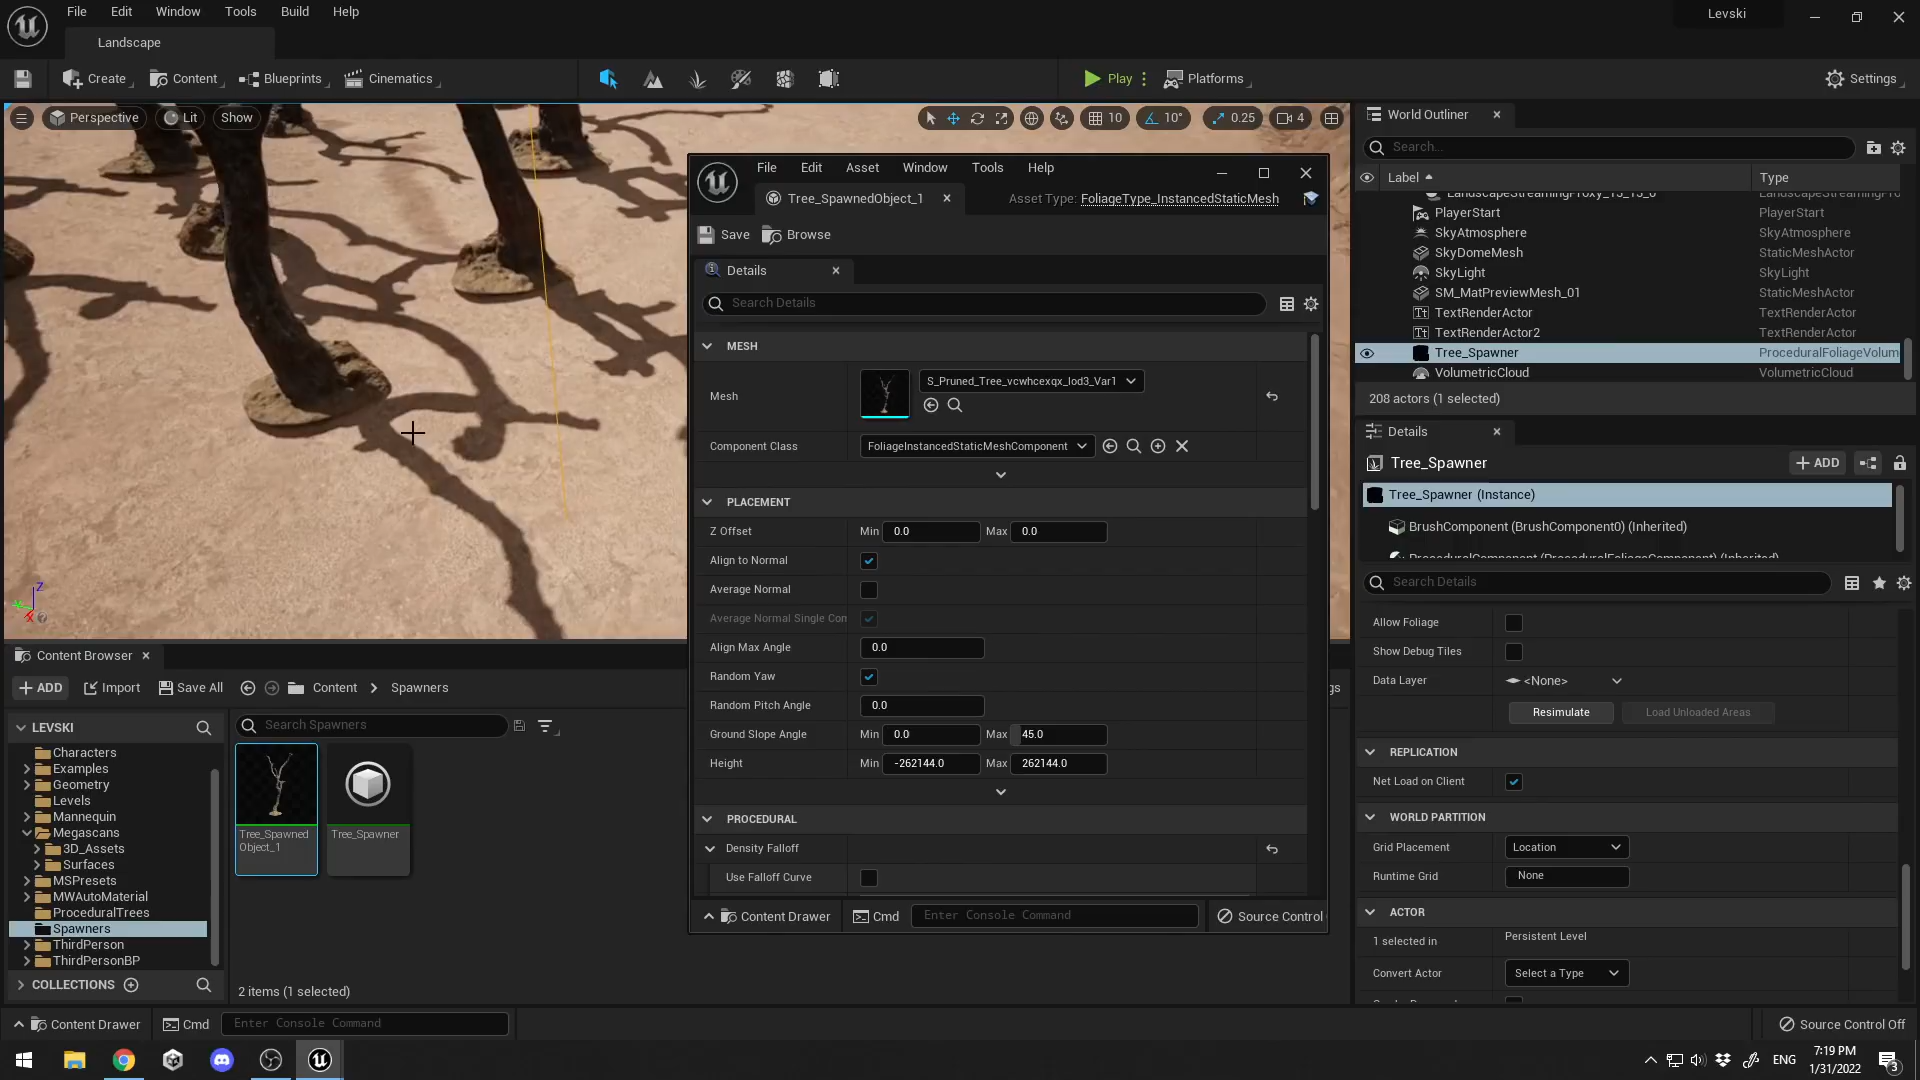 File Edit Window Tools Build Help
Levski
Landscape
Create Content Blueprints Cinematics
Play Platforms
Settings
Perspective Lit Show
10 10° 0.25 4
File Edit Asset Window Tools Help
Tree_SpawnedObject_1
Asset Type: FoliageType_InstancedStaticMesh
Save Browse
Details
Search Details
MESH
Mesh
S_Pruned_Tree_vcwhcexqx_lod3_Var1
Component Class FoliageInstancedStaticMeshComponent
PLACEMENT
Z Offset Min 0.0 Max 0.0
Align to Normal
Average Normal
Average Normal Single Con
Align Max Angle 0.0
Random Yaw
Random Pitch Angle 0.0
Ground Slope Angle Min 0.0 Max 45.0
Height Min -262144.0 Max 262144.0
PROCEDURAL
Density Falloff
Use Falloff Curve
Content Drawer Cmd Enter Console Command Source Control
World Outliner
Search...
Label Type
PlayerStart PlayerStart
SkyAtmosphere SkyAtmosphere
SkyDomeMesh StaticMeshActor
SkyLight SkyLight
SM_MatPreviewMesh_01 StaticMeshActor
TextRenderActor TextRenderActor
TextRenderActor2 TextRenderActor
Tree_Spawner ProceduralFoliageVolum
VolumetricCloud VolumetricCloud
208 actors (1 selected)
Details
Tree_Spawner
ADD
Tree_Spawner (Instance)
BrushComponent (BrushComponent0) (Inherited)
ProceduralComponent (ProceduralFoliageComponent) (Inherited)
Search Details
Allow Foliage
Show Debug Tiles
Data Layer <None>
Resimulate Load Unloaded Areas
REPLICATION
Net Load on Client
WORLD PARTITION
Grid Placement Location
Runtime Grid None
ACTOR
1 selected in Persistent Level
Convert Actor Select a Type
Content Browser
ADD Import Save All Content Spawners
gs
LEVSKI
Search Spawners
Characters
Examples
Geometry
Levels
Mannequin
Megascans
3D_Assets
Surfaces
MSPresets
MWAutoMaterial
ProceduralTrees
Spawners
ThirdPerson
ThirdPersonBP
COLLECTIONS
Tree_Spawned
Object_1
Tree_Spawner
2 items (1 selected)
Content Drawer Cmd Enter Console Command
Source Control Off
ENG
7:19 PM
1/31/2022
3